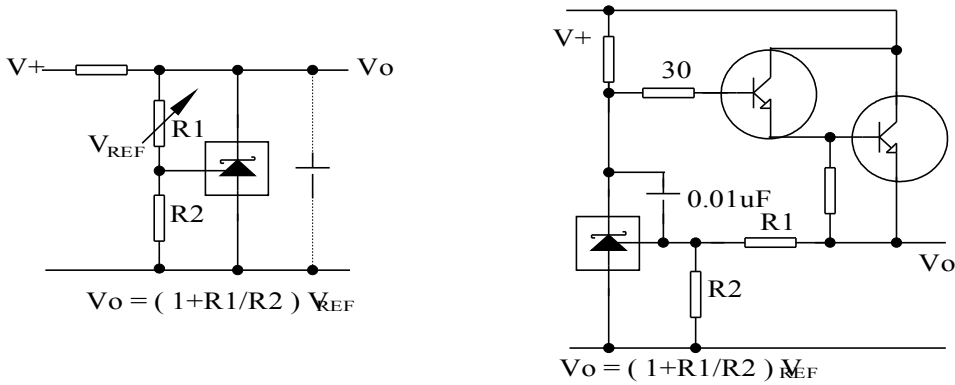 V+
Vo
R1
VREF
R2
Vo = ( 1+R1/R2 ) VREF
V+
30
0.01uF
R1
Vo
R2
Vo = ( 1+R1/R2 ) VREF